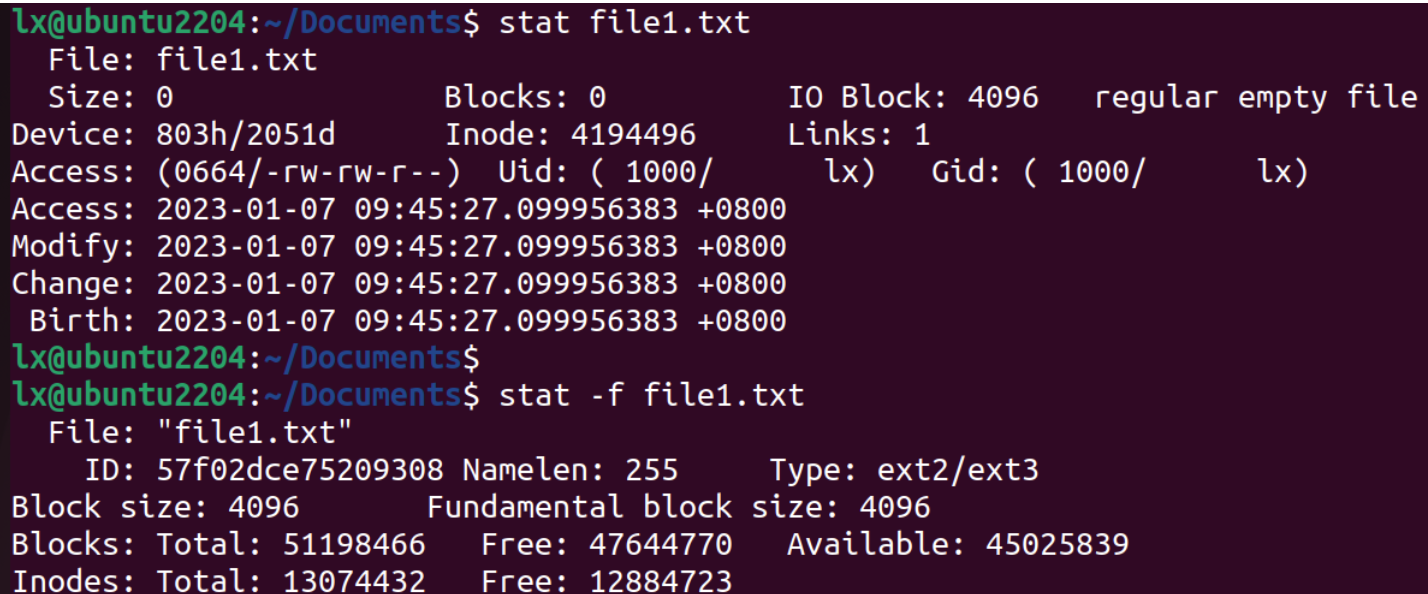 lx@ubuntu2204:~/Documents$ stat file1.txt
  File: file1.txt
  Size: 0               Blocks: 0          IO Block: 4096   regular empty file
Device: 803h/2051d      Inode: 4194496     Links: 1
Access: (0664/-rw-rw-r--)  Uid: ( 1000/      lx)   Gid: ( 1000/      lx)
Access: 2023-01-07 09:45:27.099956383 +0800
Modify: 2023-01-07 09:45:27.099956383 +0800
Change: 2023-01-07 09:45:27.099956383 +0800
 Birth: 2023-01-07 09:45:27.099956383 +0800
lx@ubuntu2204:~/Documents$
lx@ubuntu2204:~/Documents$ stat -f file1.txt
  File: "file1.txt"
    ID: 57f02dce75209308 Namelen: 255     Type: ext2/ext3
Block size: 4096       Fundamental block size: 4096
Blocks: Total: 51198466   Free: 47644770   Available: 45025839
Inodes: Total: 13074432   Free: 12884723